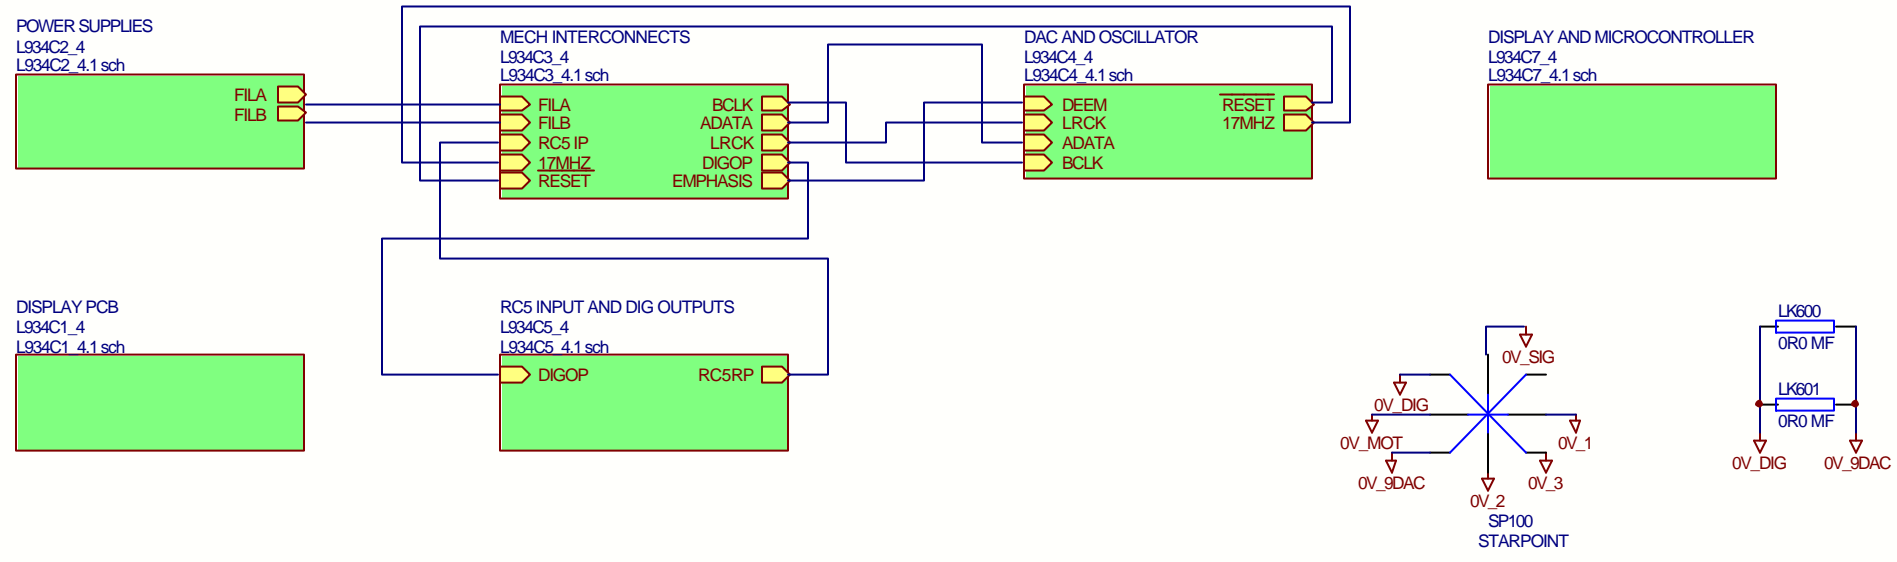 POWER SUPPLIES
L934C2_4
L934C2_4.1 sch
FILA
FILB
MECH INTERCONNECTS
L934C3_4
L934C3_4.1 sch
FILA
FILB
RC5 IP
17MHZ
RESET
BCLK
ADATA
LRCK
DIGOP
EMPHASIS
DAC AND OSCILLATOR
L934C4_4
L934C4_4.1 sch
DEEM
LRCK
ADATA
BCLK
RESET
17MHZ
DISPLAY AND MICROCONTROLLER
L934C7_4
L934C7_4.1 sch
DISPLAY PCB
L934C1_4
L934C1_4.1 sch
RC5 INPUT AND DIG OUTPUTS
L934C5_4
L934C5_4.1 sch
DIGOP
RC5RP
0V_SIG
0V_DIG
0V_MOT
0V_1
0V_9DAC
0V_3
0V_2
SP100
STARPOINT
LK600
0R0 MF
LK601
0R0 MF
0V_DIG
0V_9DAC